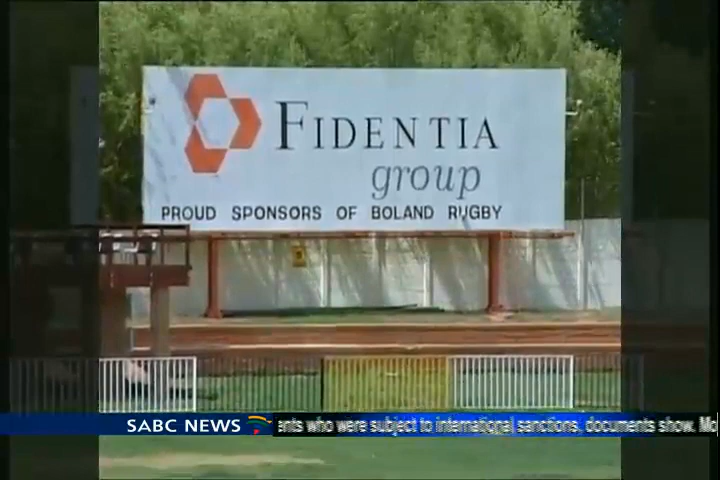 FIDENTIA
group
PROUD SPONSORS OF BOLAND RUGBY
SABC NEWS
ents who were subject to international sanctions, documents show.